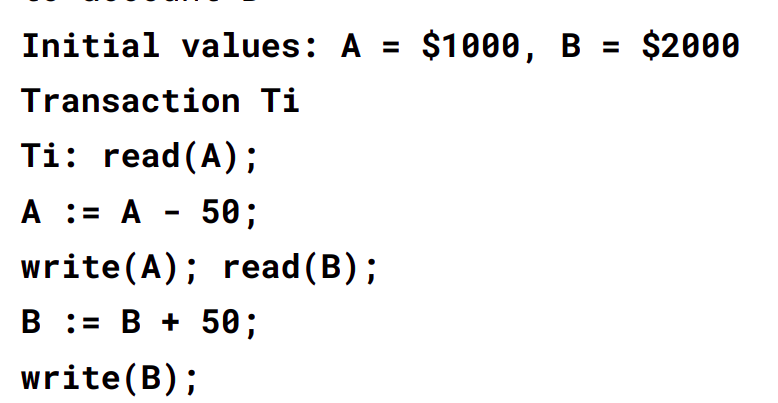 Initial values: A = $1000, B = $2000
Transaction Ti
Ti: read(A);
A := A - 50;
write(A); read(B);
B := B + 50;
write(B);